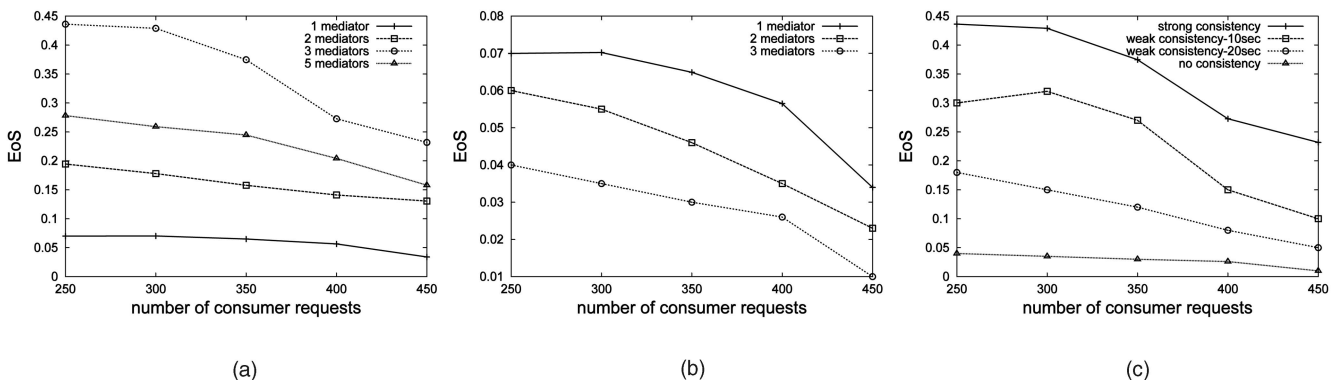 EoS
0.45
0.4
0.35
0.3
0.25
0.2
0.15
0.1
0.05
0
250
300
350
400
450
number of consumer requests
1 mediator
2 mediators
3 mediators
5 mediators
(a)
EoS
0.08
0.07
0.06
0.05
0.04
0.03
0.02
0.01
250
300
350
400
450
number of consumer requests
1 mediator
2 mediators
3 mediators
(b)
EoS
0.45
0.4
0.35
0.3
0.25
0.2
0.15
0.1
0.05
0
250
300
350
400
450
number of consumer requests
strong consistency
weak consistency-10sec
weak consistency-20sec
no consistency
(c)